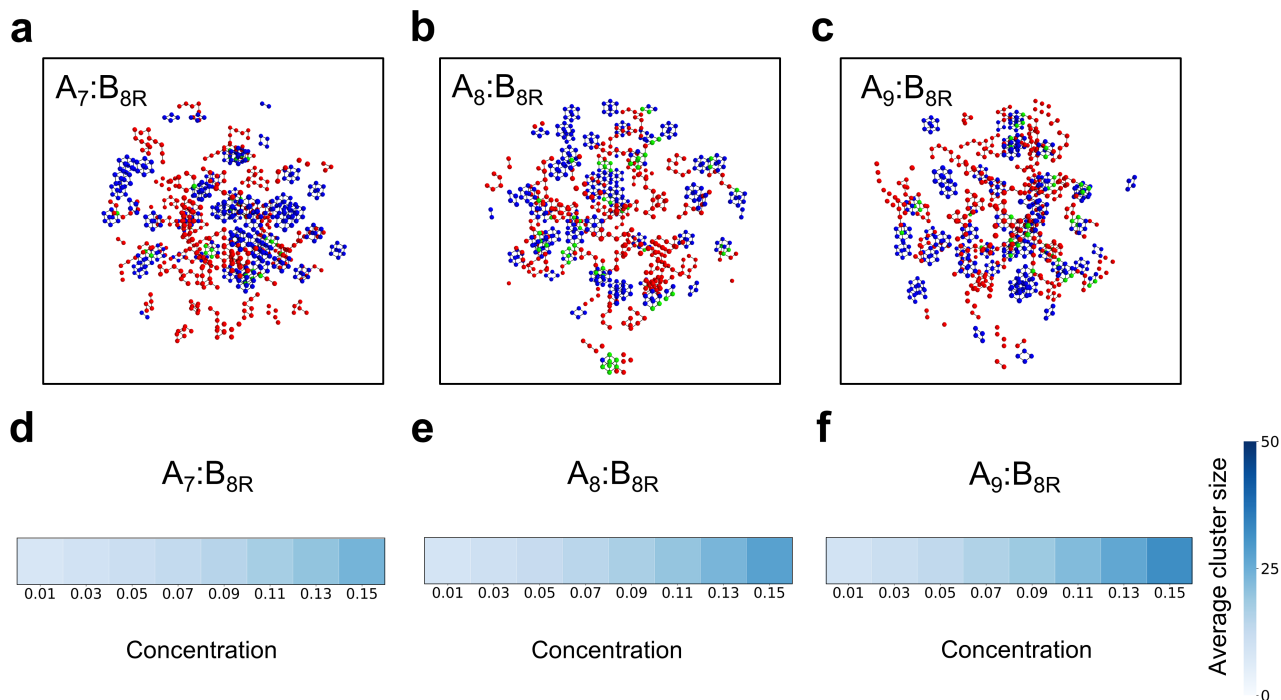 a b c
A7:B8R A8:B8R A9:B8R
d e f
A7:B8R A8:B8R A9:B8R
0.01 0.03 0.05 0.07 0.09 0.11 0.13 0.15
0.01 0.03 0.05 0.07 0.09 0.11 0.13 0.15
0.01 0.03 0.05 0.07 0.09 0.11 0.13 0.15
Concentration Concentration Concentration
Average cluster size
50
25
0